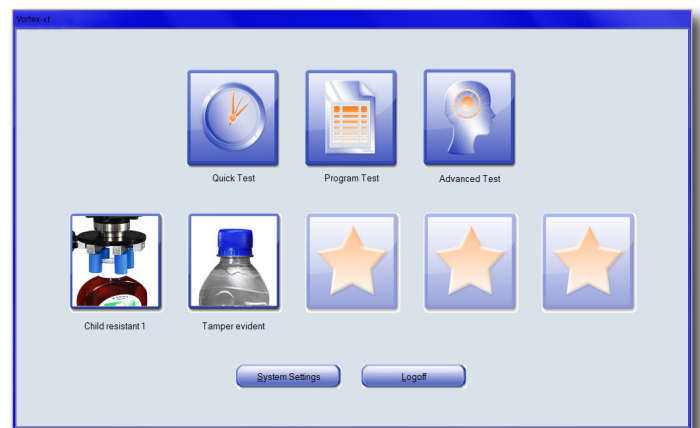 Vortex-xt
Quick Test
Program Test
Advanced Test
Child resistant 1
Tamper evident
System Settings
Logoff